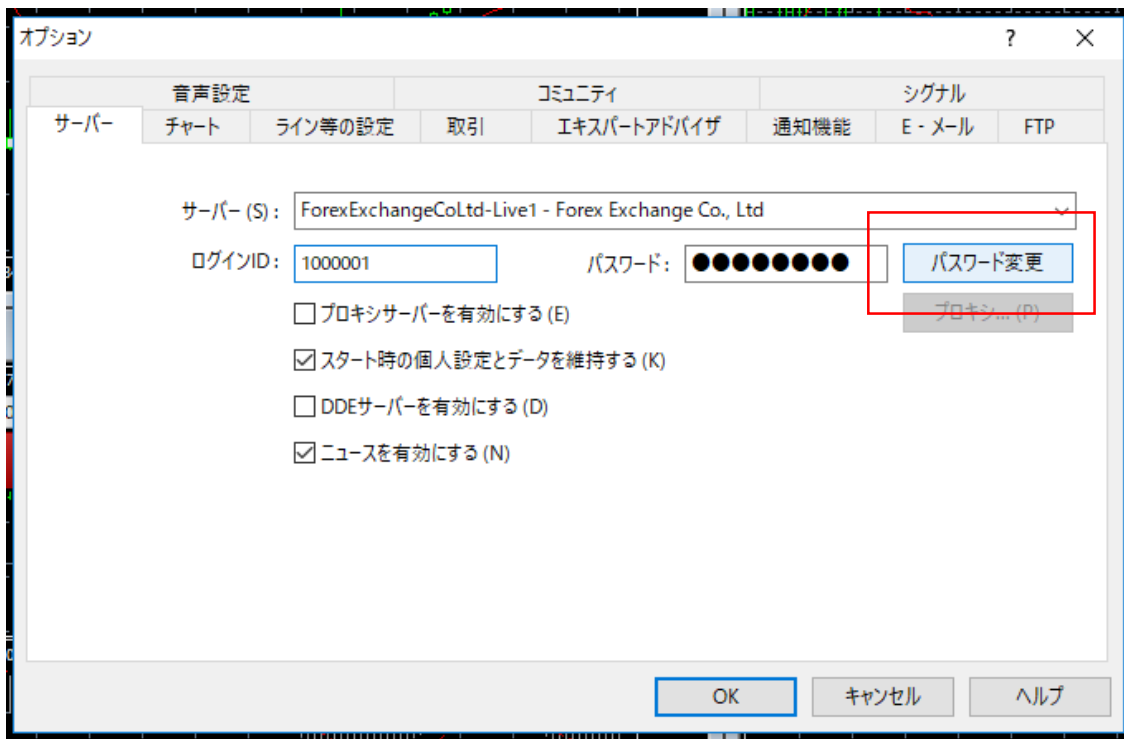 オプション
?
音声設定 コミュニティ シグナル
サーバー チャート ライン等の設定 取引 エキスパートアドバイザ 通知機能 E - メール FTP
サーバー (S) : ForexExchangeCoLtd-Live1 - Forex Exchange Co., Ltd
ログインID : 1000001 パスワード : ●●●●●●●● パスワード変更
プロキシサーバーを有効にする (E) プロキシ... (P)
スタート時の個人設定とデータを維持する (K)
DDEサーバーを有効にする (D)
ニュースを有効にする (N)
OK キャンセル ヘルプ